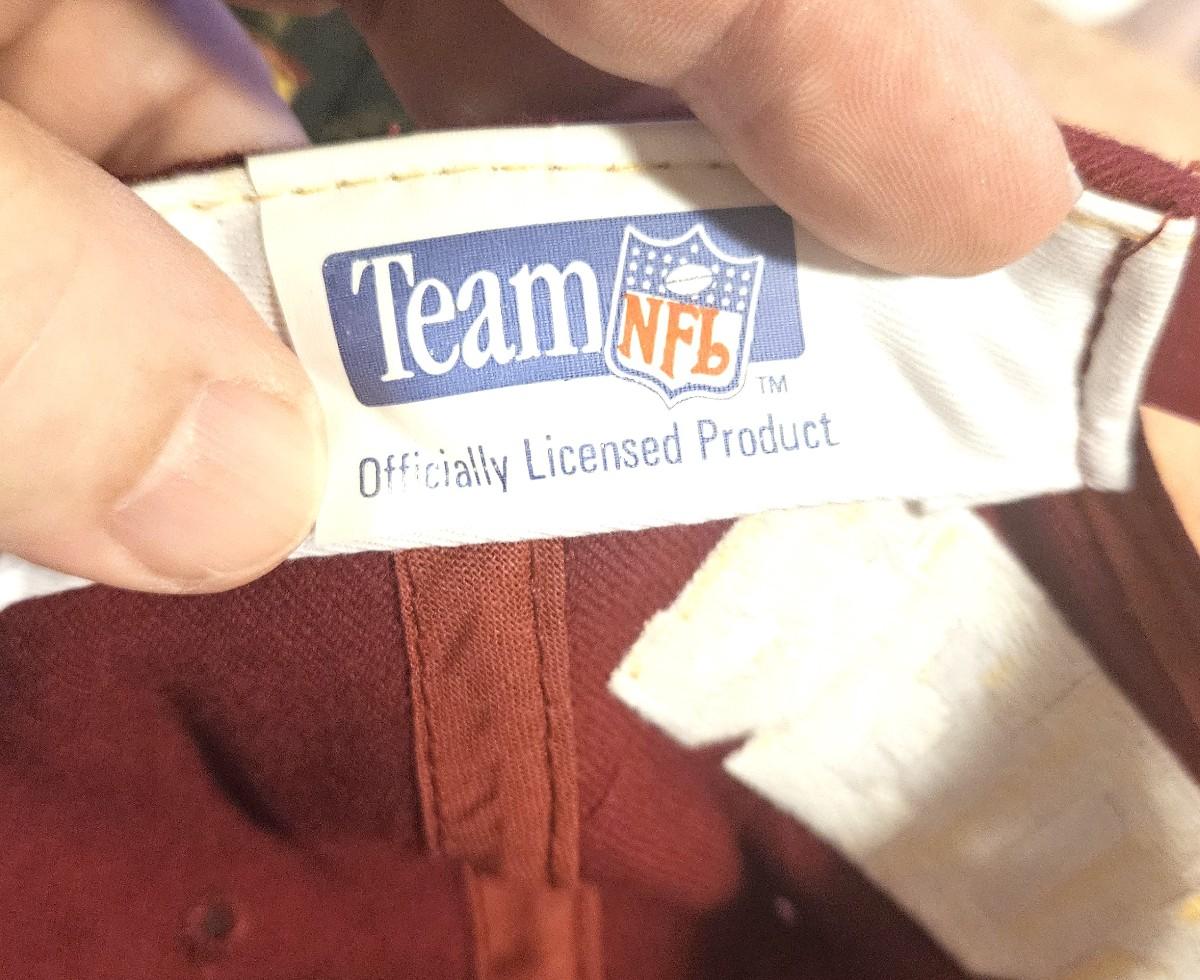 Team NFL
TM
Officially Licensed Product